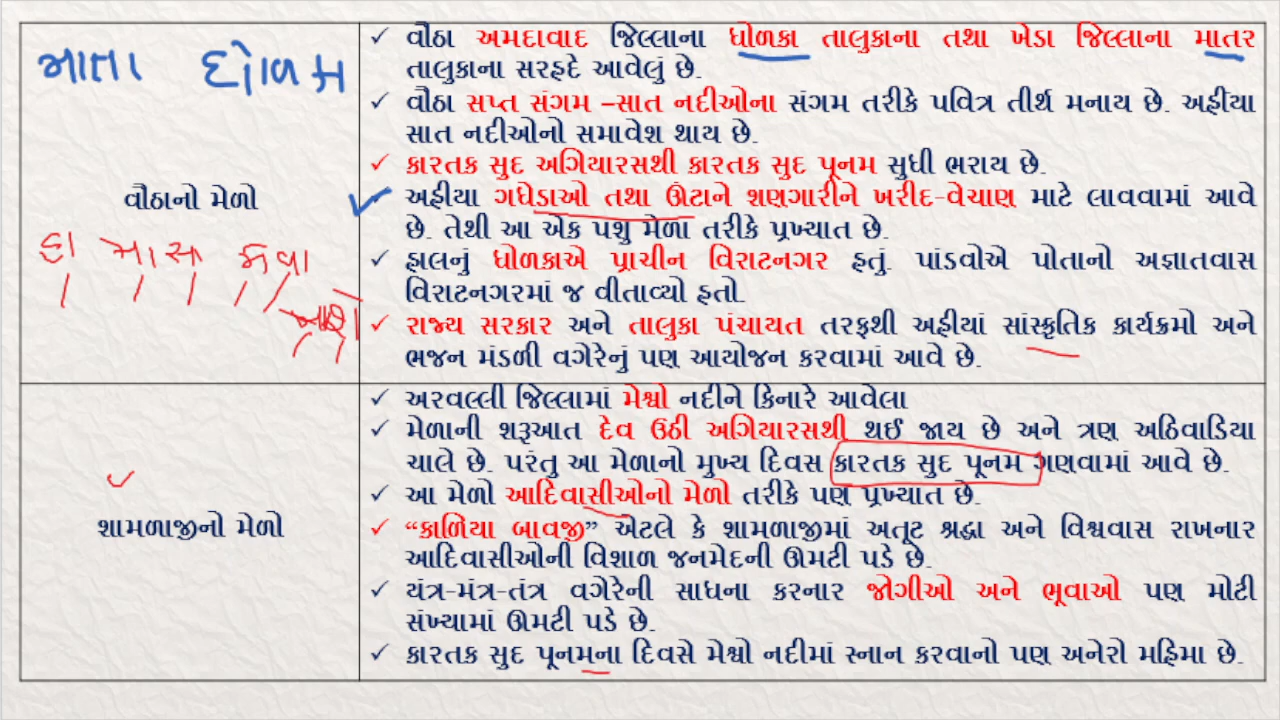 માતા ધોળક
વૌઠા અમદાવાદ જિલ્લાના ધોળકા તાલુકાના તથા ખેડા જિલ્લાના માતર
તાલુકાના સરહદે આવેલું છે.
વૌઠા સપ્ત સંગમ –સાત નદીઓના સંગમ તરીકે પવિત્ર તીર્થ મનાય છે. અહીંયા
સાત નદીઓનો સમાવેશ થાય છે.
કારતક સુદ અગિયારસથી કારતક સુદ પૂનમ સુધી ભરાય છે.
વૌઠાનો મેળો
અહીયા ગધેડાઓ તથા ઊંટાને શણગારીને ખરીદ-વેચાણ માટે લાવવામાં આવે
છે. તેથી આ એક પશુ મેળા તરીકે પ્રખ્યાત છે.
હા મા સા મ વા
હાલનું ધોળકાએ પ્રાચીન વિરાટનગર હતું. પાંડવોએ પોતાનો અજ્ઞાતવાસ
વિરાટનગરમાં જ વીતાવ્યો હતો.
રાજ્ય સરકાર અને તાલુકા પંચાયત તરફથી અહીયાં સાંસ્કૃતિક કાર્યક્રમો અને
ભજન મંડળી વગેરેનું પણ આયોજન કરવામાં આવે છે.
અરવલ્લી જિલ્લામાં મેશ્વો નદીને કિનારે આવેલા
મેળાની શરૂઆત દેવ ઉઠી અગિયારસથી થઈ જાય છે અને ત્રણ અઠિવાડિયા
ચાલે છે. પરંતુ આ મેળાનો મુખ્ય દિવસ કારતક સુદ પૂનમ ગણવામાં આવે છે.
આ મેળો આદિવાસીઓનો મેળો તરીકે પણ પ્રખ્યાત છે.
શામળાજીનો મેળો
“કાળિયા બાવજી” એટલે કે શામળાજીમાં અતૂટ શ્રદ્ધા અને વિશ્વવાસ રાખનાર
આદિવાસીઓની વિશાળ જનમેદની ઊમટી પડે છે.
યંત્ર-મંત્ર-તંત્ર વગેરેની સાધના કરનાર જોગીઓ અને ભૂવાઓ પણ મોટી
સંખ્યામાં ઊમટી પડે છે.
કારતક સુદ પૂનમના દિવસે મેશ્વો નદીમાં સ્નાન કરવાનો પણ અનેરો મહિમા છે.